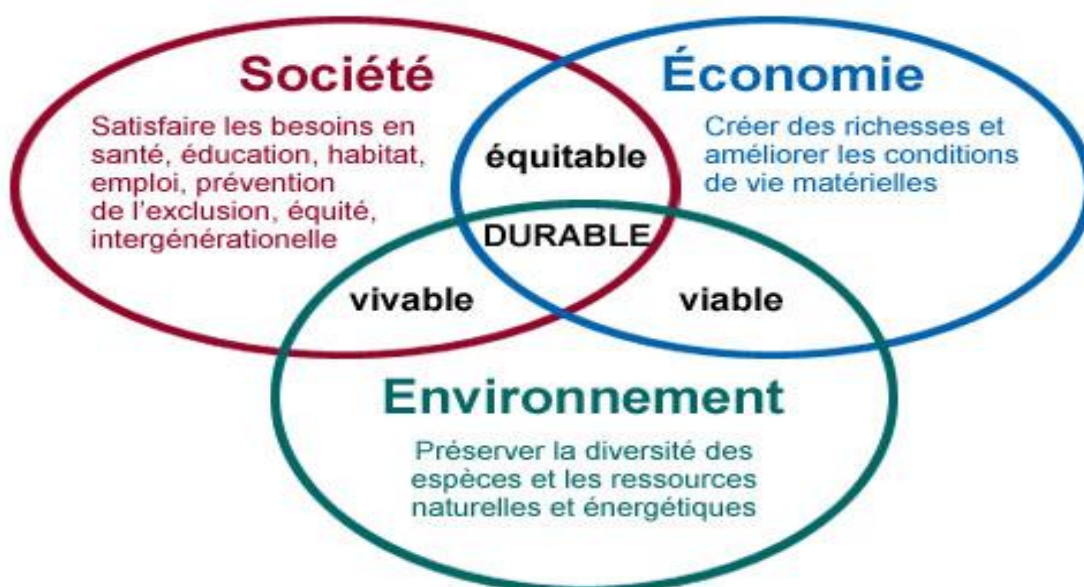 Société
Satisfaire les besoins en
santé, éducation, habitat,
emploi, prévention
de l'exclusion, équité,
intergénérationelle
Économie
Créer des richesses et
améliorer les conditions
de vie matérielles
équitable
DURABLE
vivable
viable
Environnement
Préserver la diversité des
espèces et les ressources
naturelles et énergétiques